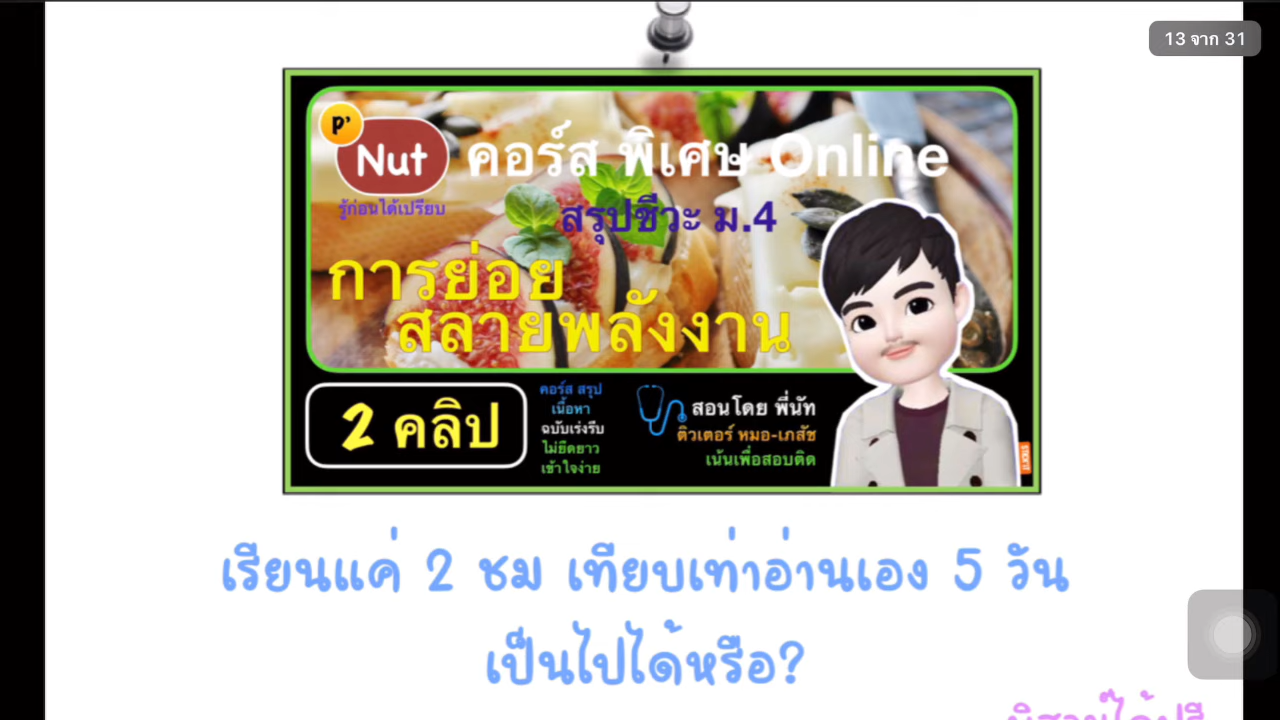 13 จาก 31
P'
Nut คอร์ส พิเศษ Online
รู้ก่อนได้เปรียบ
สรุปชีวะ ม.4
การย่อย
สลายพลังงาน
2 คลิป
คอร์ส สรุป
เนื้อหา
ฉบับเร่งรีบ
ไม่ยืดยาว
เข้าใจง่าย
สอนโดย พี่นัท
ติวเตอร์ หมอ-เภสัช
เน้นเพื่อสอบติด
เรียนแค่ 2 ชม เทียบเท่าอ่านเอง 5 วัน
เป็นไปได้หรือ?